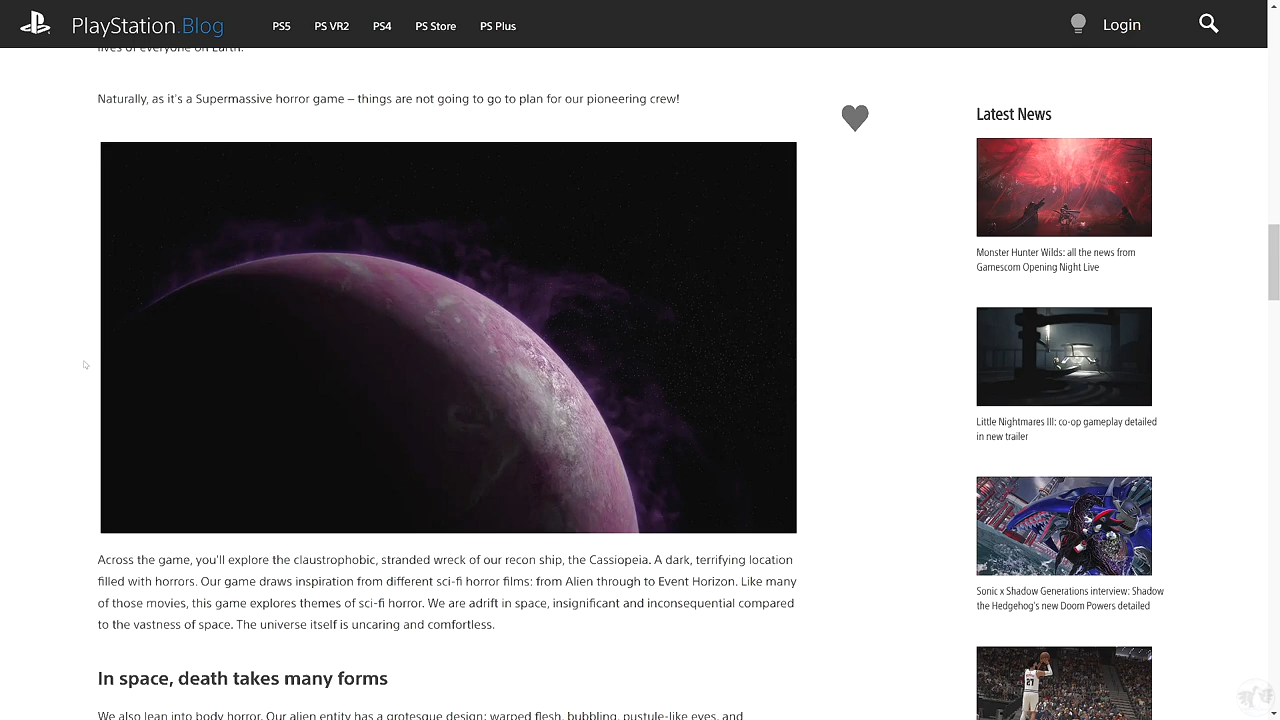 PlayStation.Blog
PS5
PS VR2
PS4
PS Store
PS Plus
Login
lives of everyone on Earth.
Naturally, as it's a Supermassive horror game – things are not going to go to plan for our pioneering crew!
Latest News
Monster Hunter Wilds: all the news from
Gamescom Opening Night Live
Little Nightmares III: co-op gameplay detailed
in new trailer
Sonic x Shadow Generations interview: Shadow
the Hedgehog's new Doom Powers detailed
27
Across the game, you'll explore the claustrophobic, stranded wreck of our recon ship, the Cassiopeia. A dark, terrifying location
filled with horrors. Our game draws inspiration from different sci-fi horror films: from Alien through to Event Horizon. Like many
of those movies, this game explores themes of sci-fi horror. We are adrift in space, insignificant and inconsequential compared
to the vastness of space. The universe itself is uncaring and comfortless.
In space, death takes many forms
We also lean into body horror. Our alien entity has a grotesque design: warped flesh, bubbling, pustule-like eyes, and